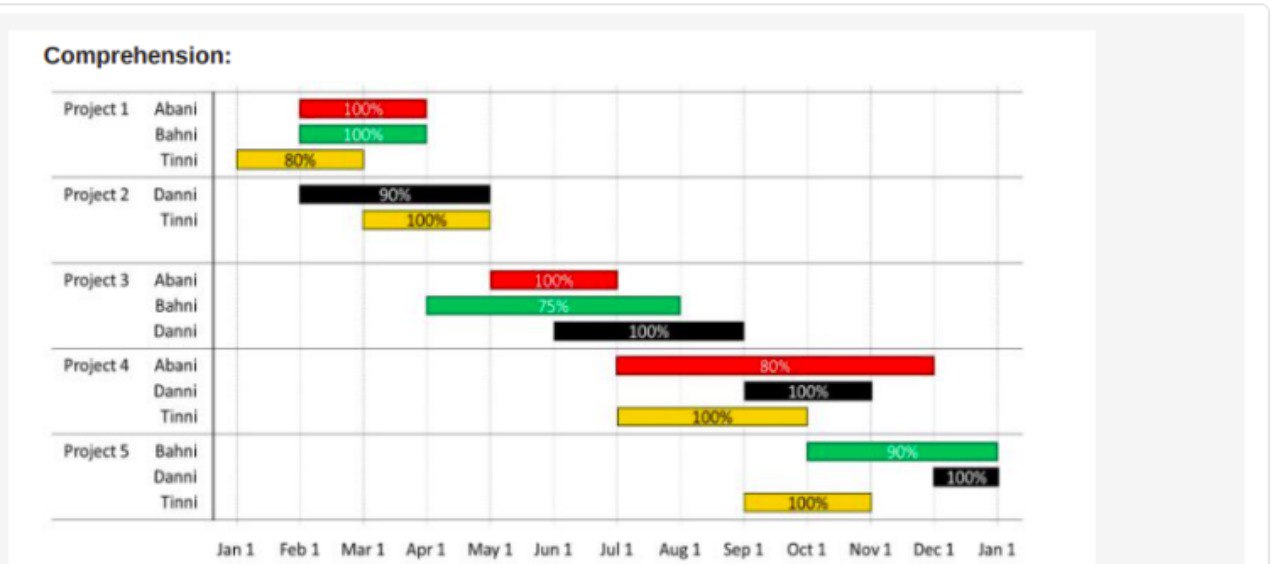 Comprehension:
Project 1 Abani 100%
Bahni 100%
Tinni 80%
Project 2 Danni 90%
Tinni 100%
Project 3 Abani 100%
Bahni 75%
Danni 100%
Project 4 Abani 80%
Danni 100%
Tinni 100%
Project 5 Bahni 90%
Danni 100%
Tinni 100%
Jan 1 Feb 1 Mar 1 Apr 1 May 1 Jun 1 Jul 1 Aug 1 Sep 1 Oct 1 Nov 1 Dec 1 Jan 1